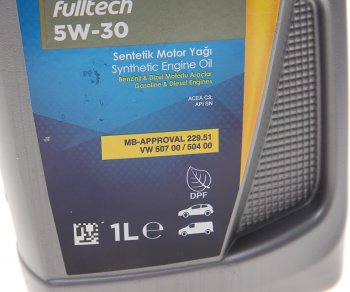 fulltech
5W-30
Sentetik Motor Yağı
Synthetic Engine Oil
Benzinli & Dizel Motorlu Araçlar
Gasoline & Diesel Engines
ACEA C3;
API SN
MB-APPROVAL 229.51
VW 507 00 / 504 00
DPF
1L e